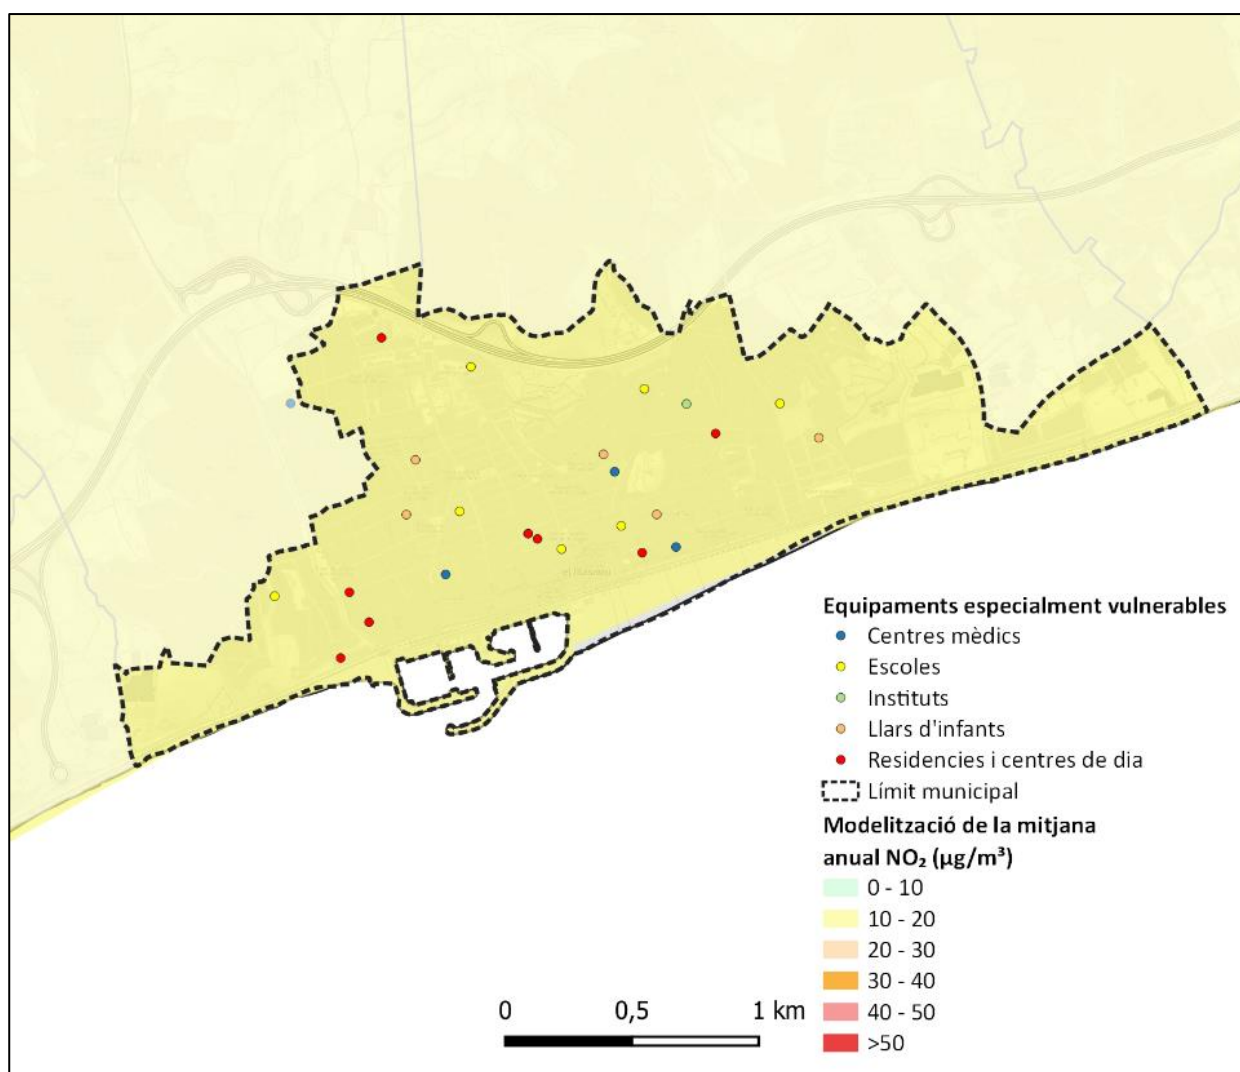 el Masnou
Equipaments especialment vulnerables
Centres mèdics
Escoles
Instituts
Llars d'infants
Residencies i centres de dia
Límit municipal
Modelització de la mitjana
anual NO₂ (µg/m³)
0 - 10
10 - 20
20 - 30
30 - 40
40 - 50
>50
0 0,5 1 km